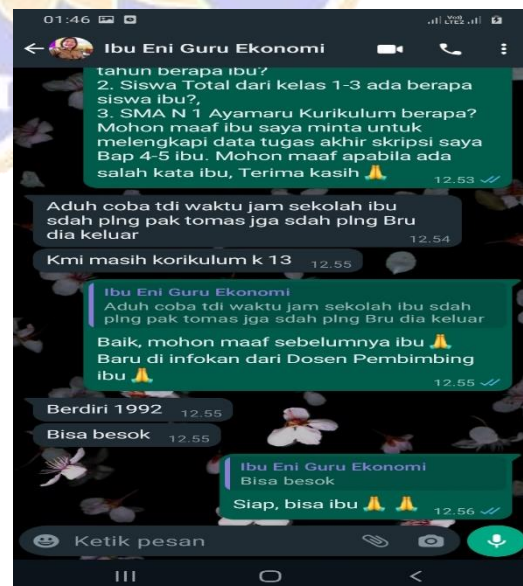 01:46
Ibu Eni Guru Ekonomi
tahun berapa ibu?
2. Siswa Total dari kelas 1-3 ada berapa
siswa ibu?,
3. SMA N 1 Ayamaru Kurikulum berapa?
Mohon maaf ibu saya minta untuk
melengkapi data tugas akhir skripsi saya
Bap 4-5 ibu. Mohon maaf apabila ada
salah kata ibu, Terima kasih 🙏
12.53
Aduh coba tdi waktu jam sekolah ibu
sdah plng pak tomas jga sdah plng Bru
dia keluar
12.54
Kmi masih korikulum k 13 12.55
Ibu Eni Guru Ekonomi
Aduh coba tdi waktu jam sekolah ibu sdah
plng pak tomas jga sdah plng Bru dia keluar
Baik, mohon maaf sebelumnya ibu 🙏
Baru di infokan dari Dosen Pembimbing
ibu 🙏
12.55
Berdiri 1992 12.55
Bisa besok 12.55
Ibu Eni Guru Ekonomi
Bisa besok
Siap, bisa ibu 🙏 🙏 12.56
Ketik pesan